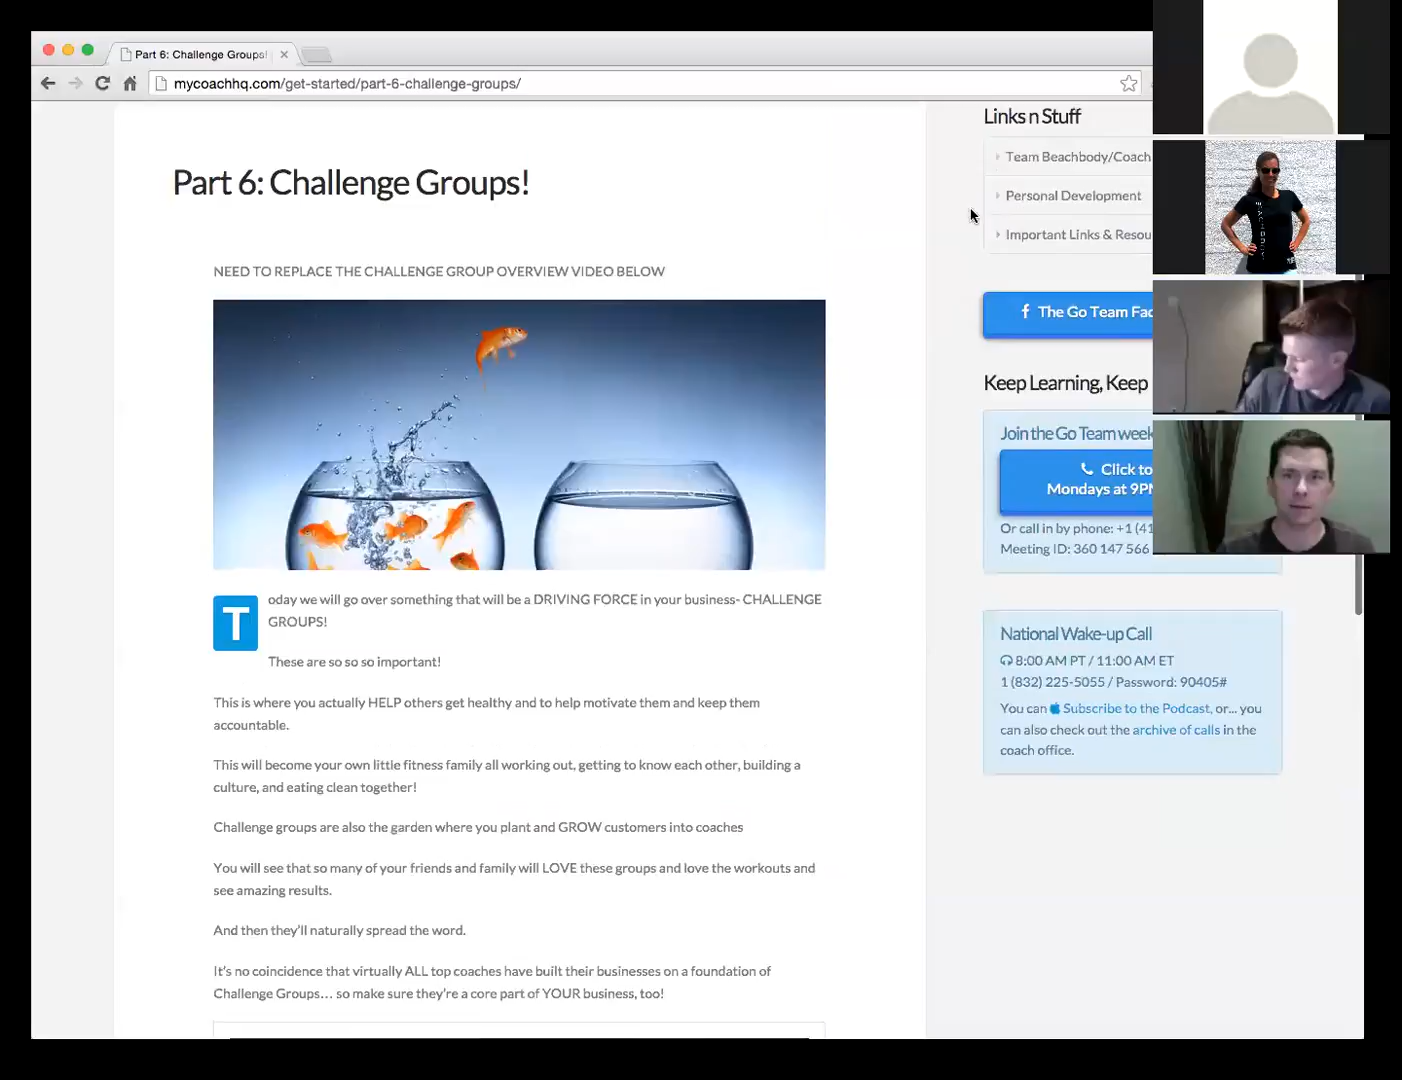 Part 6: Challenge Groups!
mycoachhq.com/get-started/part-6-challenge-groups/
Part 6: Challenge Groups!
NEED TO REPLACE THE CHALLENGE GROUP OVERVIEW VIDEO BELOW
Today we will go over something that will be a DRIVING FORCE in your business- CHALLENGE
GROUPS!
These are so so so important!
This is where you actually HELP others get healthy and to help motivate them and keep them
accountable.
This will become your own little fitness family all working out, getting to know each other, building a
culture, and eating clean together!
Challenge groups are also the garden where you plant and GROW customers into coaches
You will see that so many of your friends and family will LOVE these groups and love the workouts and
see amazing results.
And then they'll naturally spread the word.
It's no coincidence that virtually ALL top coaches have built their businesses on a foundation of
Challenge Groups... so make sure they're a core part of YOUR business, too!
Links n Stuff
Team Beachbody/Coach
Personal Development
Important Links & Resou
The Go Team Fac
Keep Learning, Keep
Join the Go Team week
Click to
Mondays at 9P
Or call in by phone: +1 (41
Meeting ID: 360 147 566
National Wake-up Call
8:00 AM PT / 11:00 AM ET
1 (832) 225-5055 / Password: 90405#
You can Subscribe to the Podcast, or... you
can also check out the archive of calls in the
coach office.